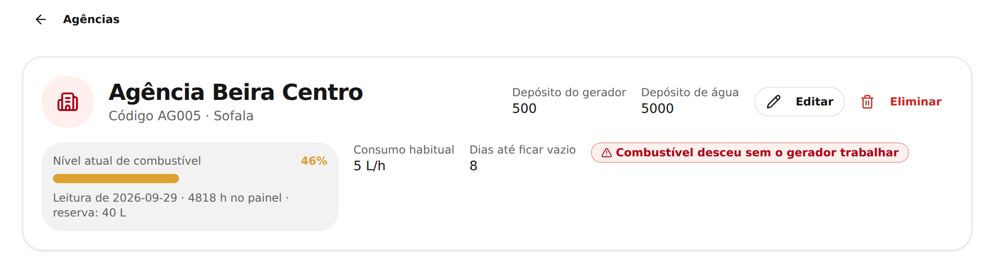 Agências
Agência Beira Centro
Código AG005 · Sofala
Depósito do gerador
500
Depósito de água
5000
Editar
Eliminar
Nível atual de combustível
46%
Leitura de 2026-09-29 · 4818 h no painel ·
reserva: 40 L
Consumo habitual
5 L/h
Dias até ficar vazio
8
Combustível desceu sem o gerador trabalhar